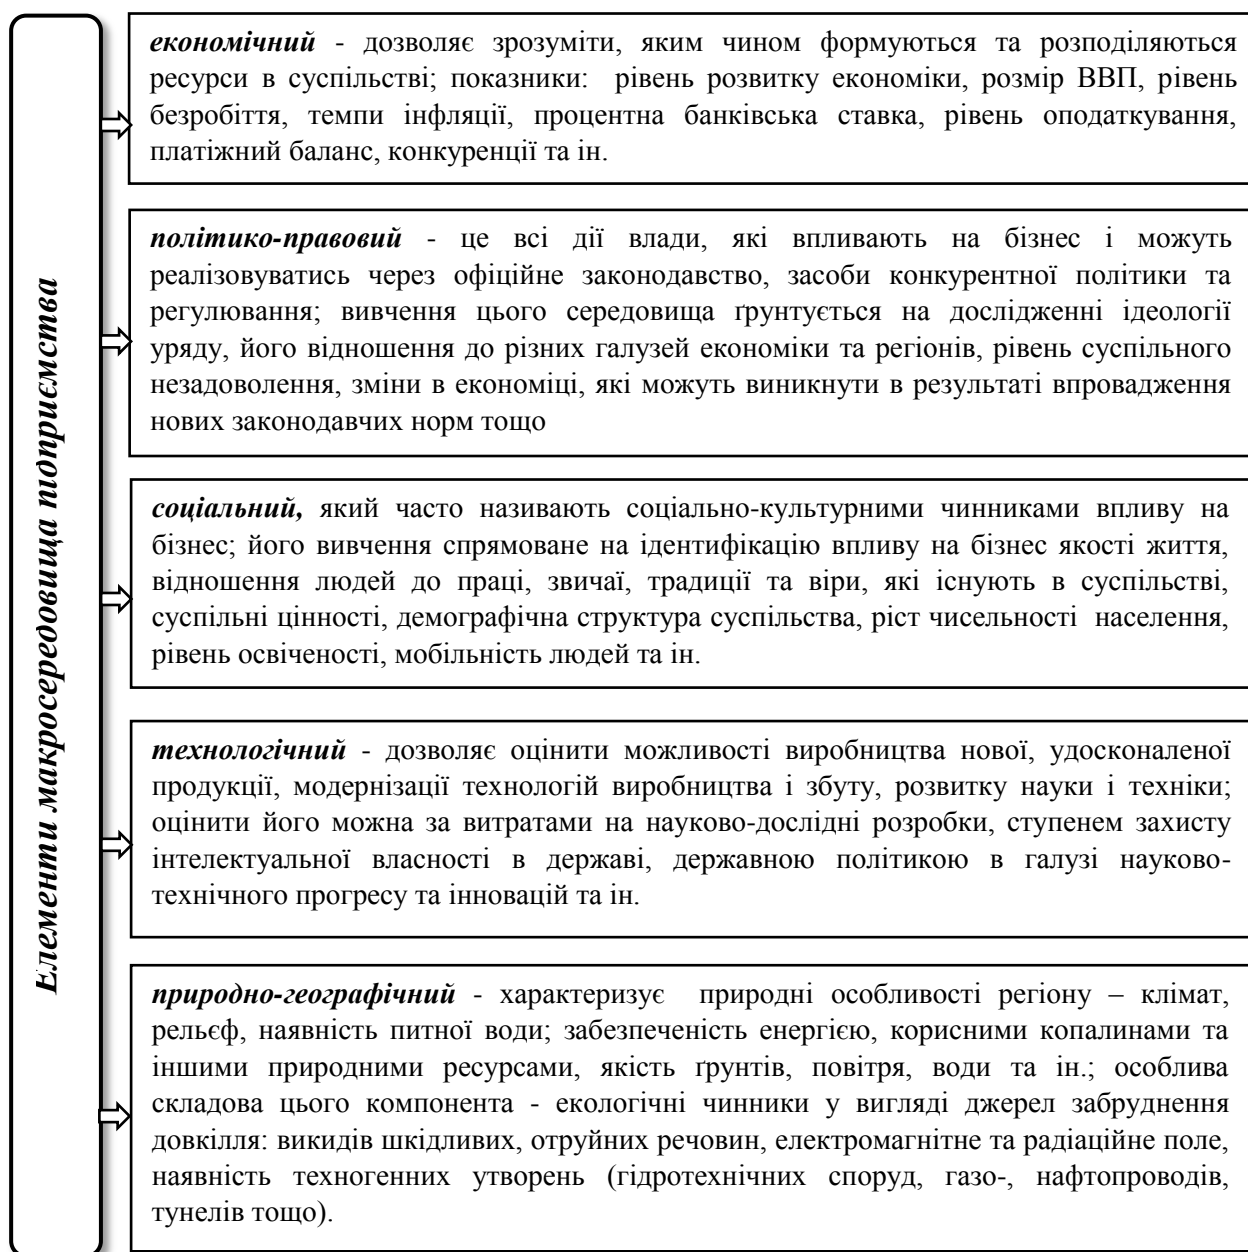 Елементи макросередовища підприємства
економічний - дозволяє зрозуміти, яким чином формуються та розподіляються
ресурси в суспільстві; показники: рівень розвитку економіки, розмір ВВП, рівень
безробіття, темпи інфляції, процентна банківська ставка, рівень оподаткування,
платіжний баланс, конкуренції та ін.
політико-правовий - це всі дії влади, які впливають на бізнес і можуть
реалізовуватись через офіційне законодавство, засоби конкурентної політики та
регулювання; вивчення цього середовища ґрунтується на дослідженні ідеології
уряду, його відношення до різних галузей економіки та регіонів, рівень суспільного
незадоволення, зміни в економіці, які можуть виникнути в результаті впровадження
нових законодавчих норм тощо
соціальний, який часто називають соціально-культурними чинниками впливу на
бізнес; його вивчення спрямоване на ідентифікацію впливу на бізнес якості життя,
відношення людей до праці, звичаї, традиції та віри, які існують в суспільстві,
суспільні цінності, демографічна структура суспільства, ріст чисельності населення,
рівень освіченості, мобільність людей та ін.
технологічний - дозволяє оцінити можливості виробництва нової, удосконаленої
продукції, модернізації технологій виробництва і збуту, розвитку науки і техніки;
оцінити його можна за витратами на науково-дослідні розробки, ступенем захисту
інтелектуальної власності в державі, державною політикою в галузі науково-
технічного прогресу та інновацій та ін.
природно-географічний - характеризує природні особливості регіону – клімат,
рельєф, наявність питної води; забезпеченість енергією, корисними копалинами та
іншими природними ресурсами, якість ґрунтів, повітря, води та ін.; особлива
складова цього компонента - екологічні чинники у вигляді джерел забруднення
довкілля: викидів шкідливих, отруйних речовин, електромагнітне та радіаційне поле,
наявність техногенних утворень (гідротехнічних споруд, газо-, нафтопроводів,
тунелів тощо).